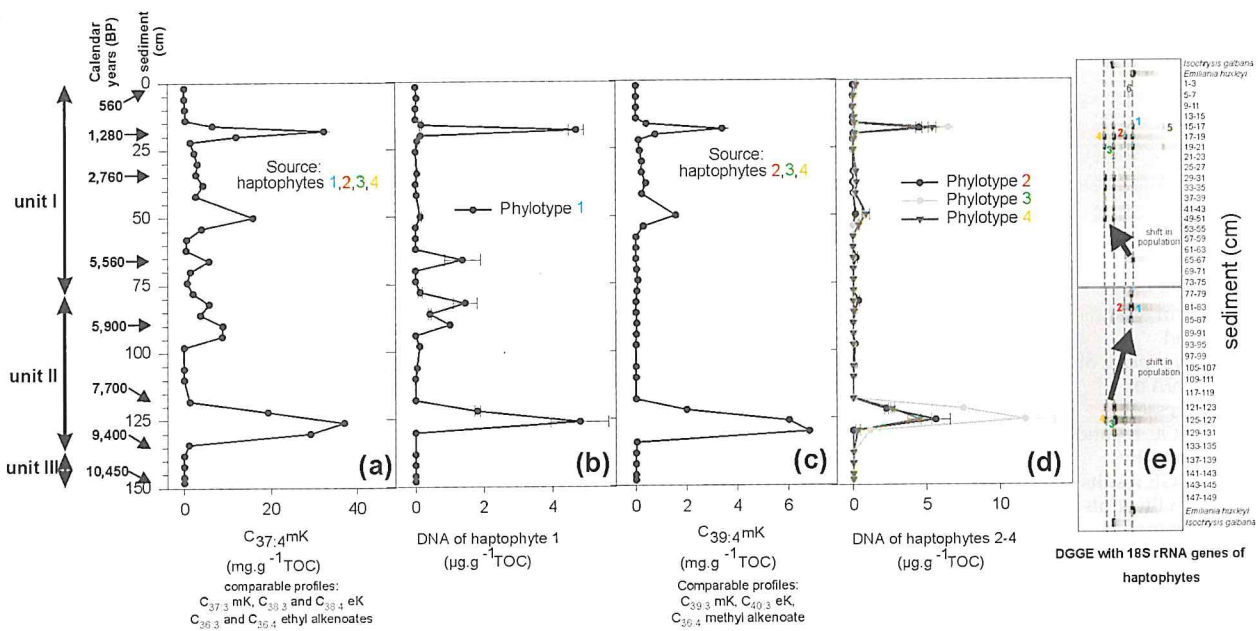 Calendar
years (BP)
sediment
(cm)
unit I
unit II
unit III
560
1,280
2,760
5,560
5,900
7,700
9,400
10,450
0
25
50
75
100
125
150
Source:
haptophytes 1,2,3,4
(a)
0 20 40
C37:4mK
(mg.g -1TOC)
comparable profiles:
C37:3 mK, C38:3 and C38:4 eK
C36:3 and C36:4 ethyl alkenoates
Phylotype 1
(b)
0 2 4
DNA of haptophyte 1
(µg.g -1TOC)
Source:
haptophytes 2,3,4
(c)
0 2 4 6
C39:4mK
(mg.g -1TOC)
Comparable profiles:
C39:3 mK, C40:3 eK,
C36:4 methyl alkenoate
Phylotype 2
Phylotype 3
Phylotype 4
(d)
0 5 10
DNA of haptophytes 2-4
(µg.g -1TOC)
Isochrysis galbana
Emiliania huxleyi
1-3
5-7
9-11
13-15
15-17
17-19
19-21
21-23
25-27
29-31
33-35
37-39
41-43
49-51
53-55
57-59
61-63
65-67
69-71
73-75
77-79
81-83
85-87
89-91
93-95
97-99
105-107
109-111
117-119
121-123
125-127
129-131
133-135
137-139
141-143
143-145
147-149
Emiliania huxleyi
Isochrysis galbana
6
1
5
4 2
3
shift in
population
2 1
shift in
population
4
3
(e)
sediment (cm)
DGGE with 18S rRNA genes of
haptophytes